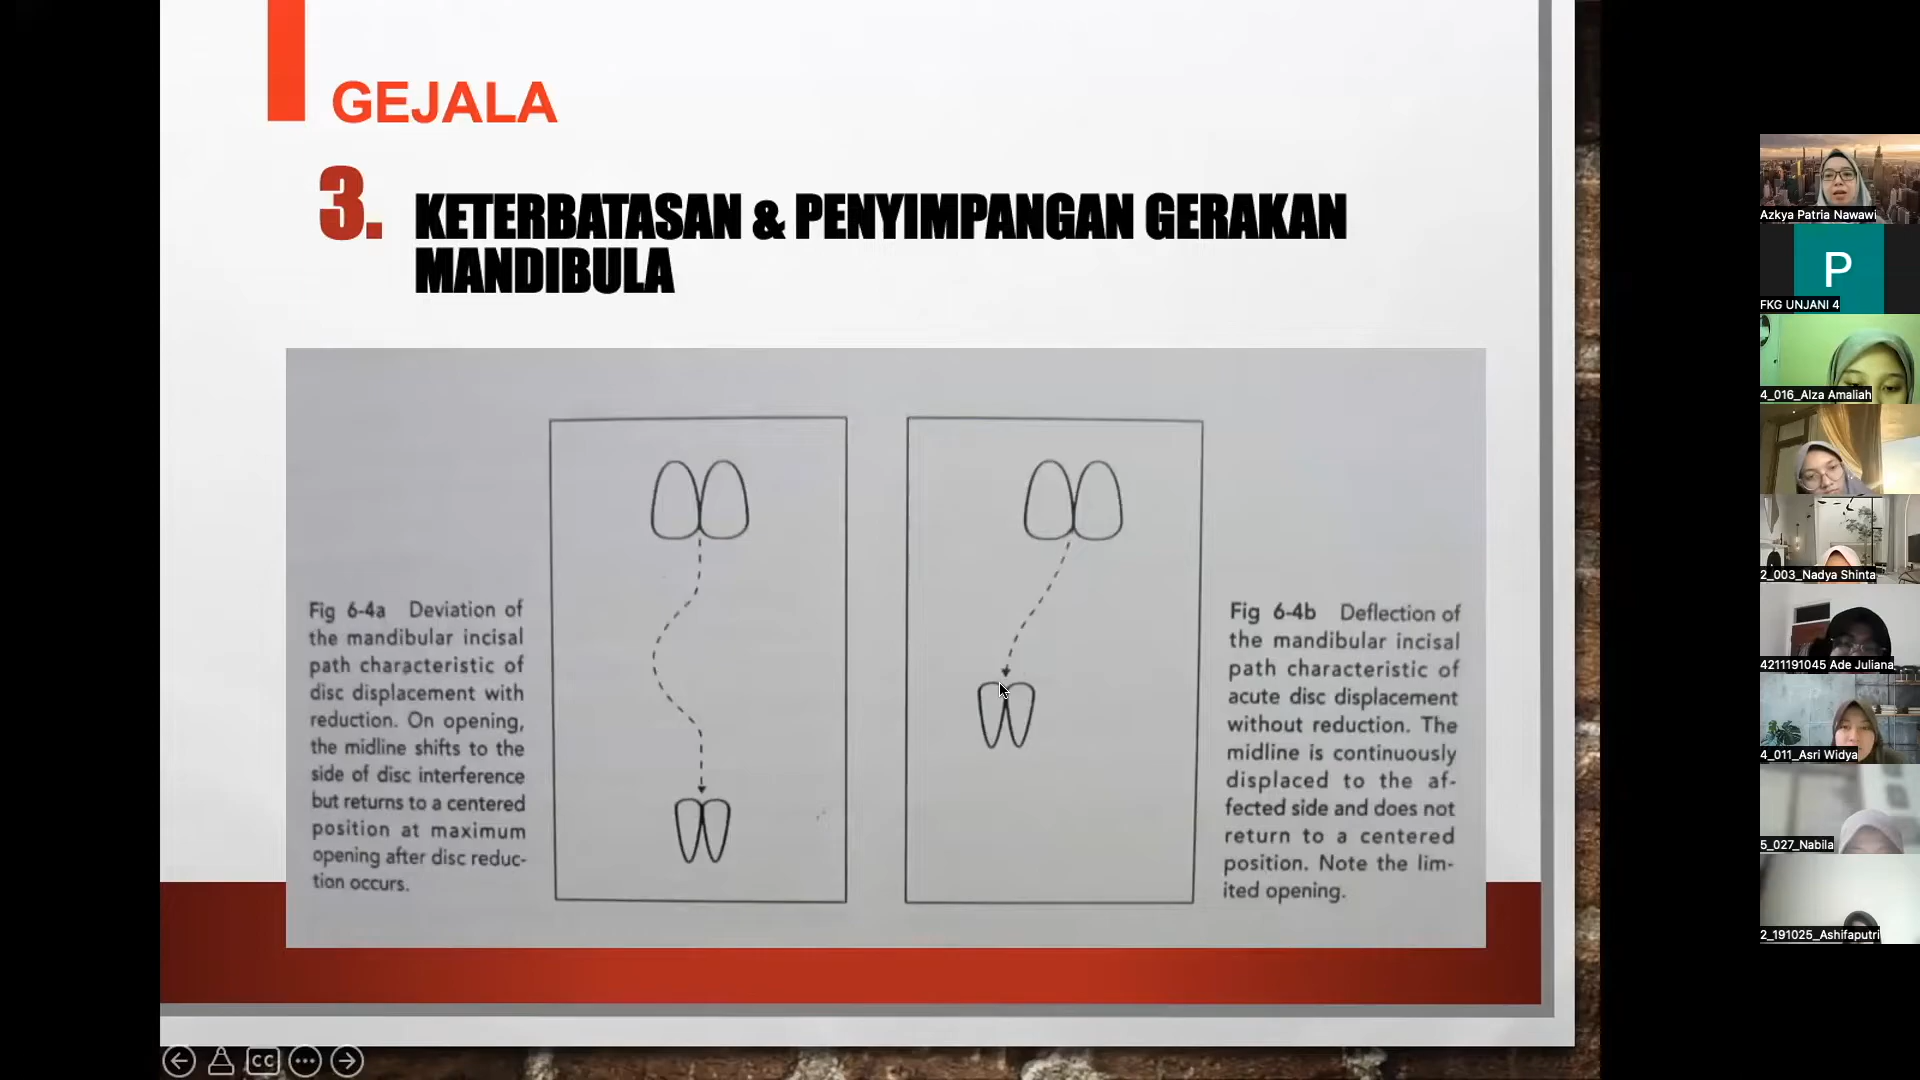 GEJALA
3. KETERBATASAN & PENYIMPANGAN GERAKAN
MANDIBULA
Fig 6-4a Deviation of
the mandibular incisal
path characteristic of
disc displacement with
reduction. On opening,
the midline shifts to the
side of disc interference
but returns to a centered
position at maximum
opening after disc reduc-
tion occurs.
Fig 6-4b Deflection of
the mandibular incisal
path characteristic of
acute disc displacement
without reduction. The
midline is continuously
displaced to the af-
fected side and does not
return to a centered
position. Note the lim-
ited opening.
CC
Azkya Patria Nawawi
P
FKG UNJANI 4
4_016_Alza Amaliah
2_003_Nadya Shinta
4211191045 Ade Juliana
4_011_Asri Widya
5_027_Nabila
2_191025_Ashifaputri